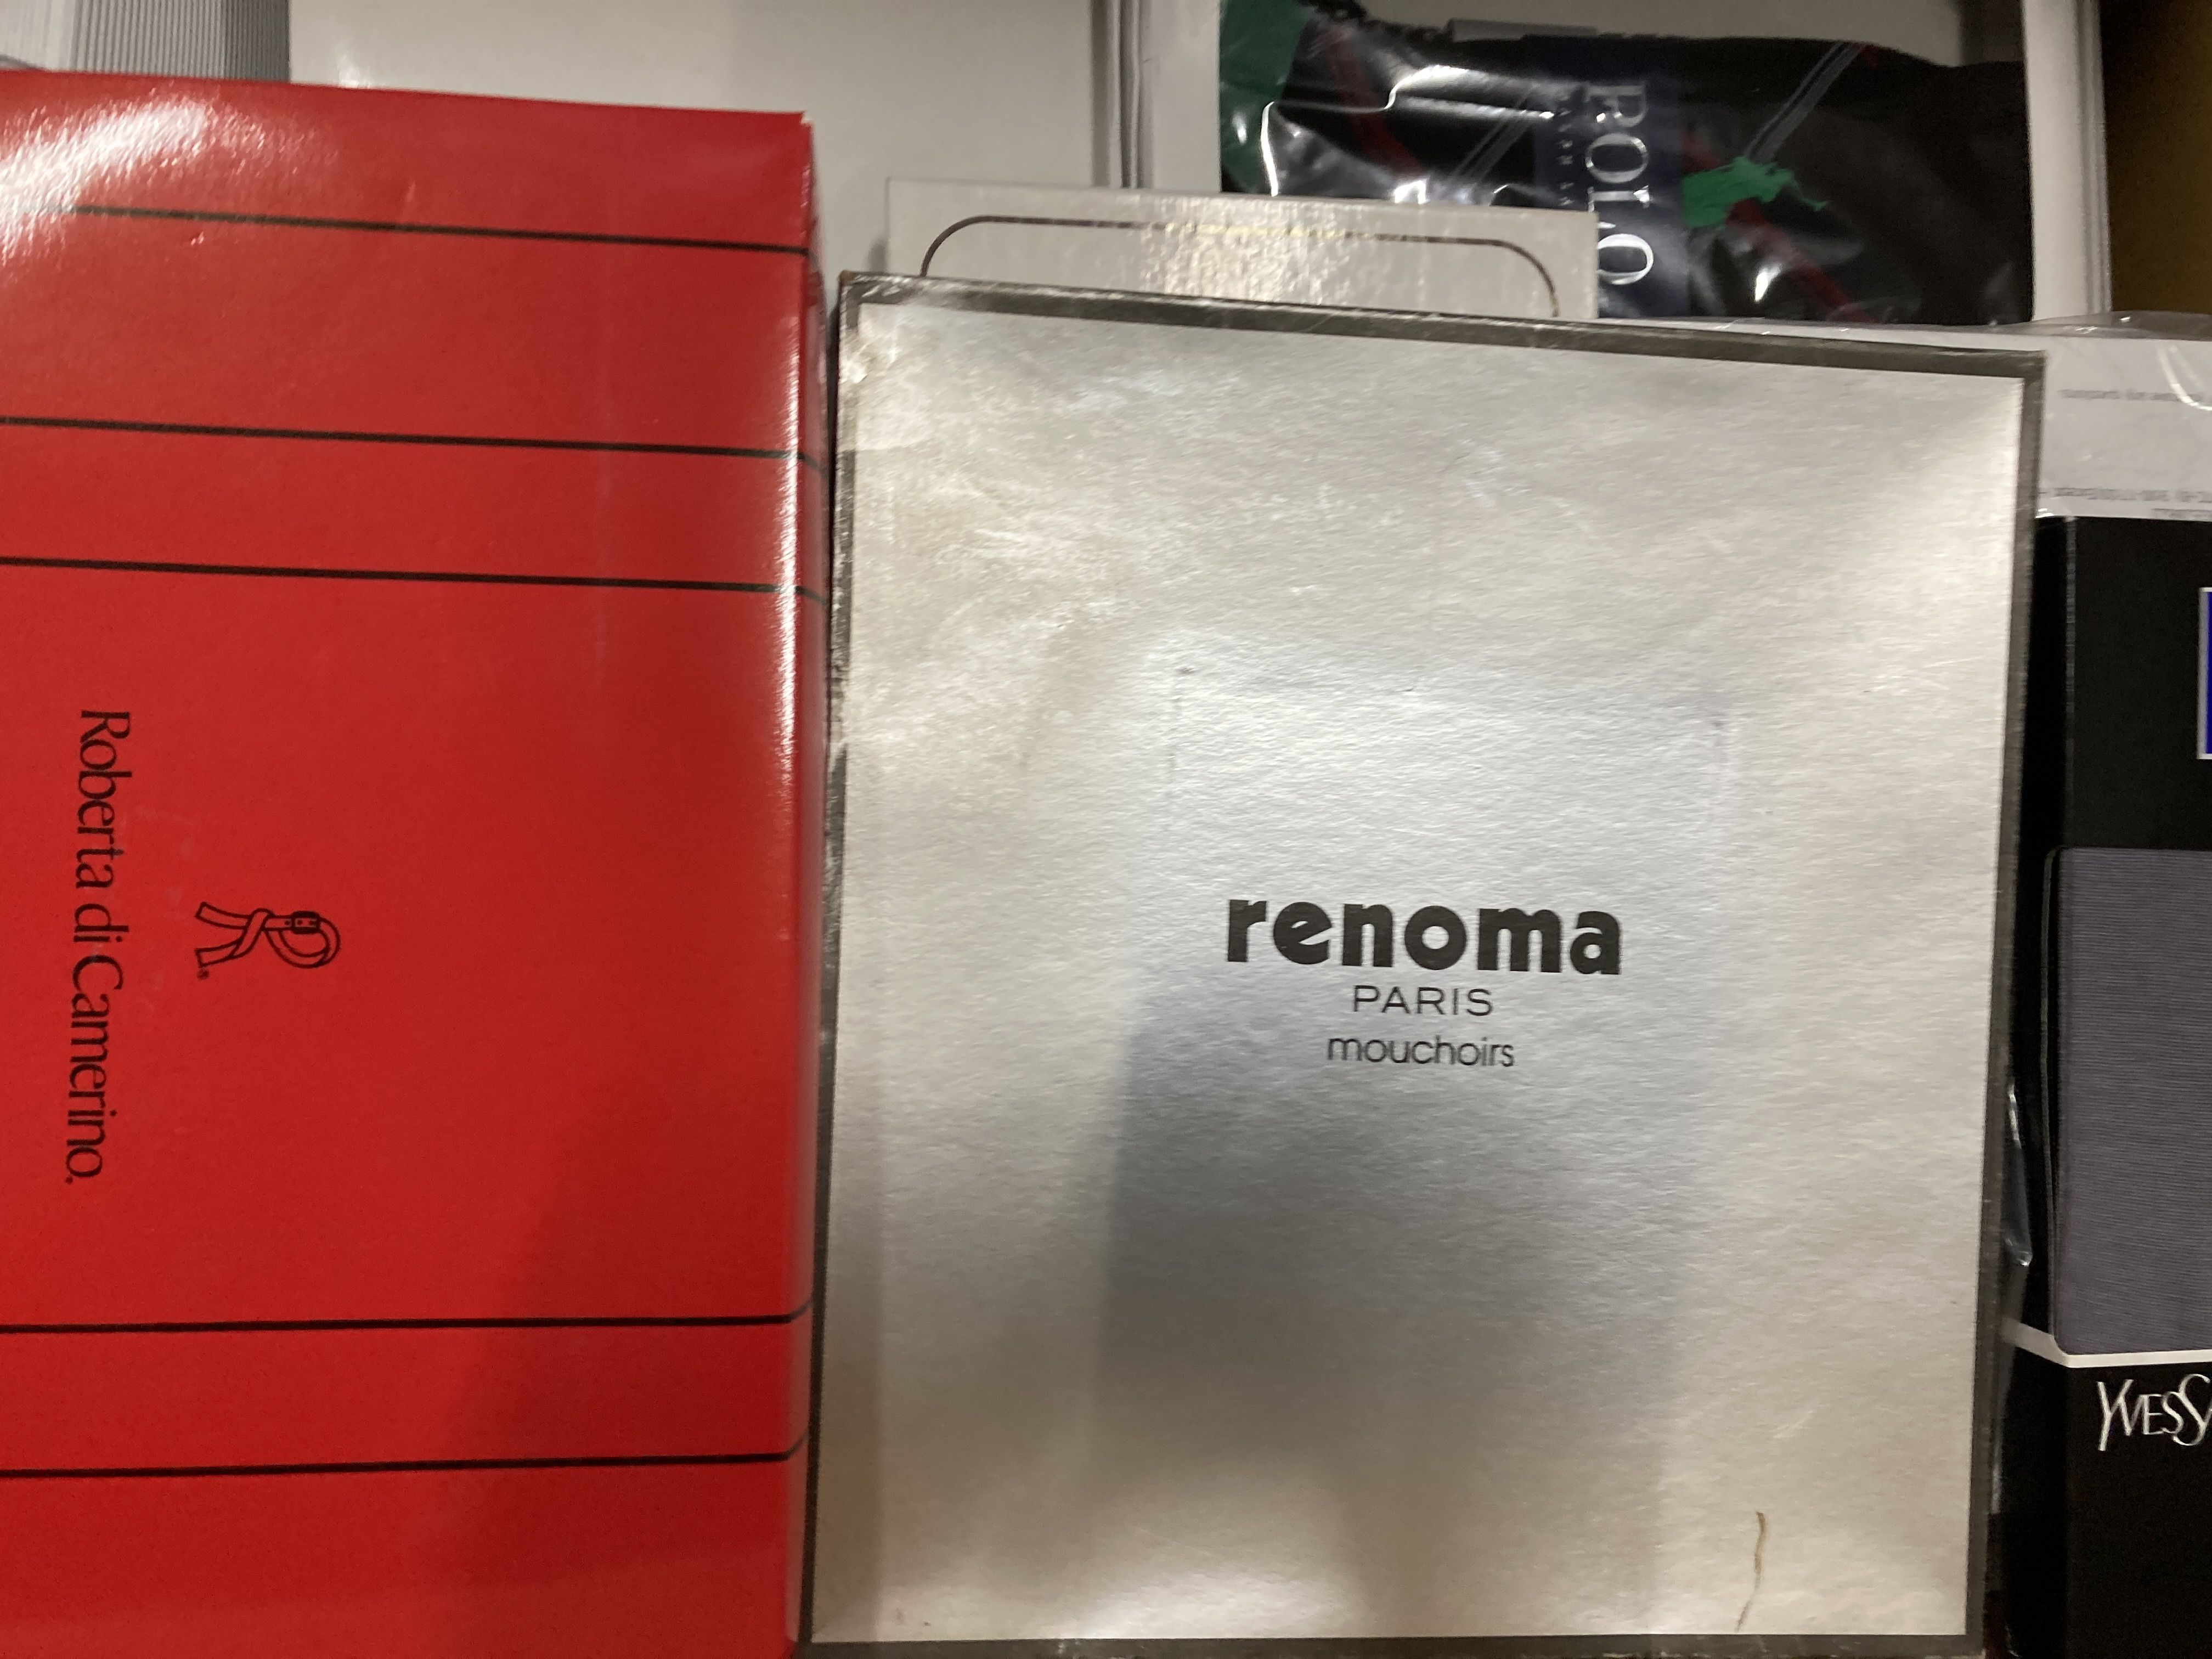 POLO
Roberta di Camerino.
R
renoma
PARIS
mouchoirs
YVES S